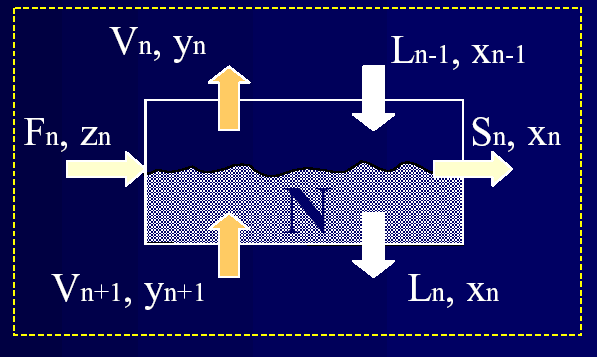 Vn, yn
Ln-1, xn-1
Fn, zn
Sn, xn
N
Vn+1, yn+1
Ln, xn